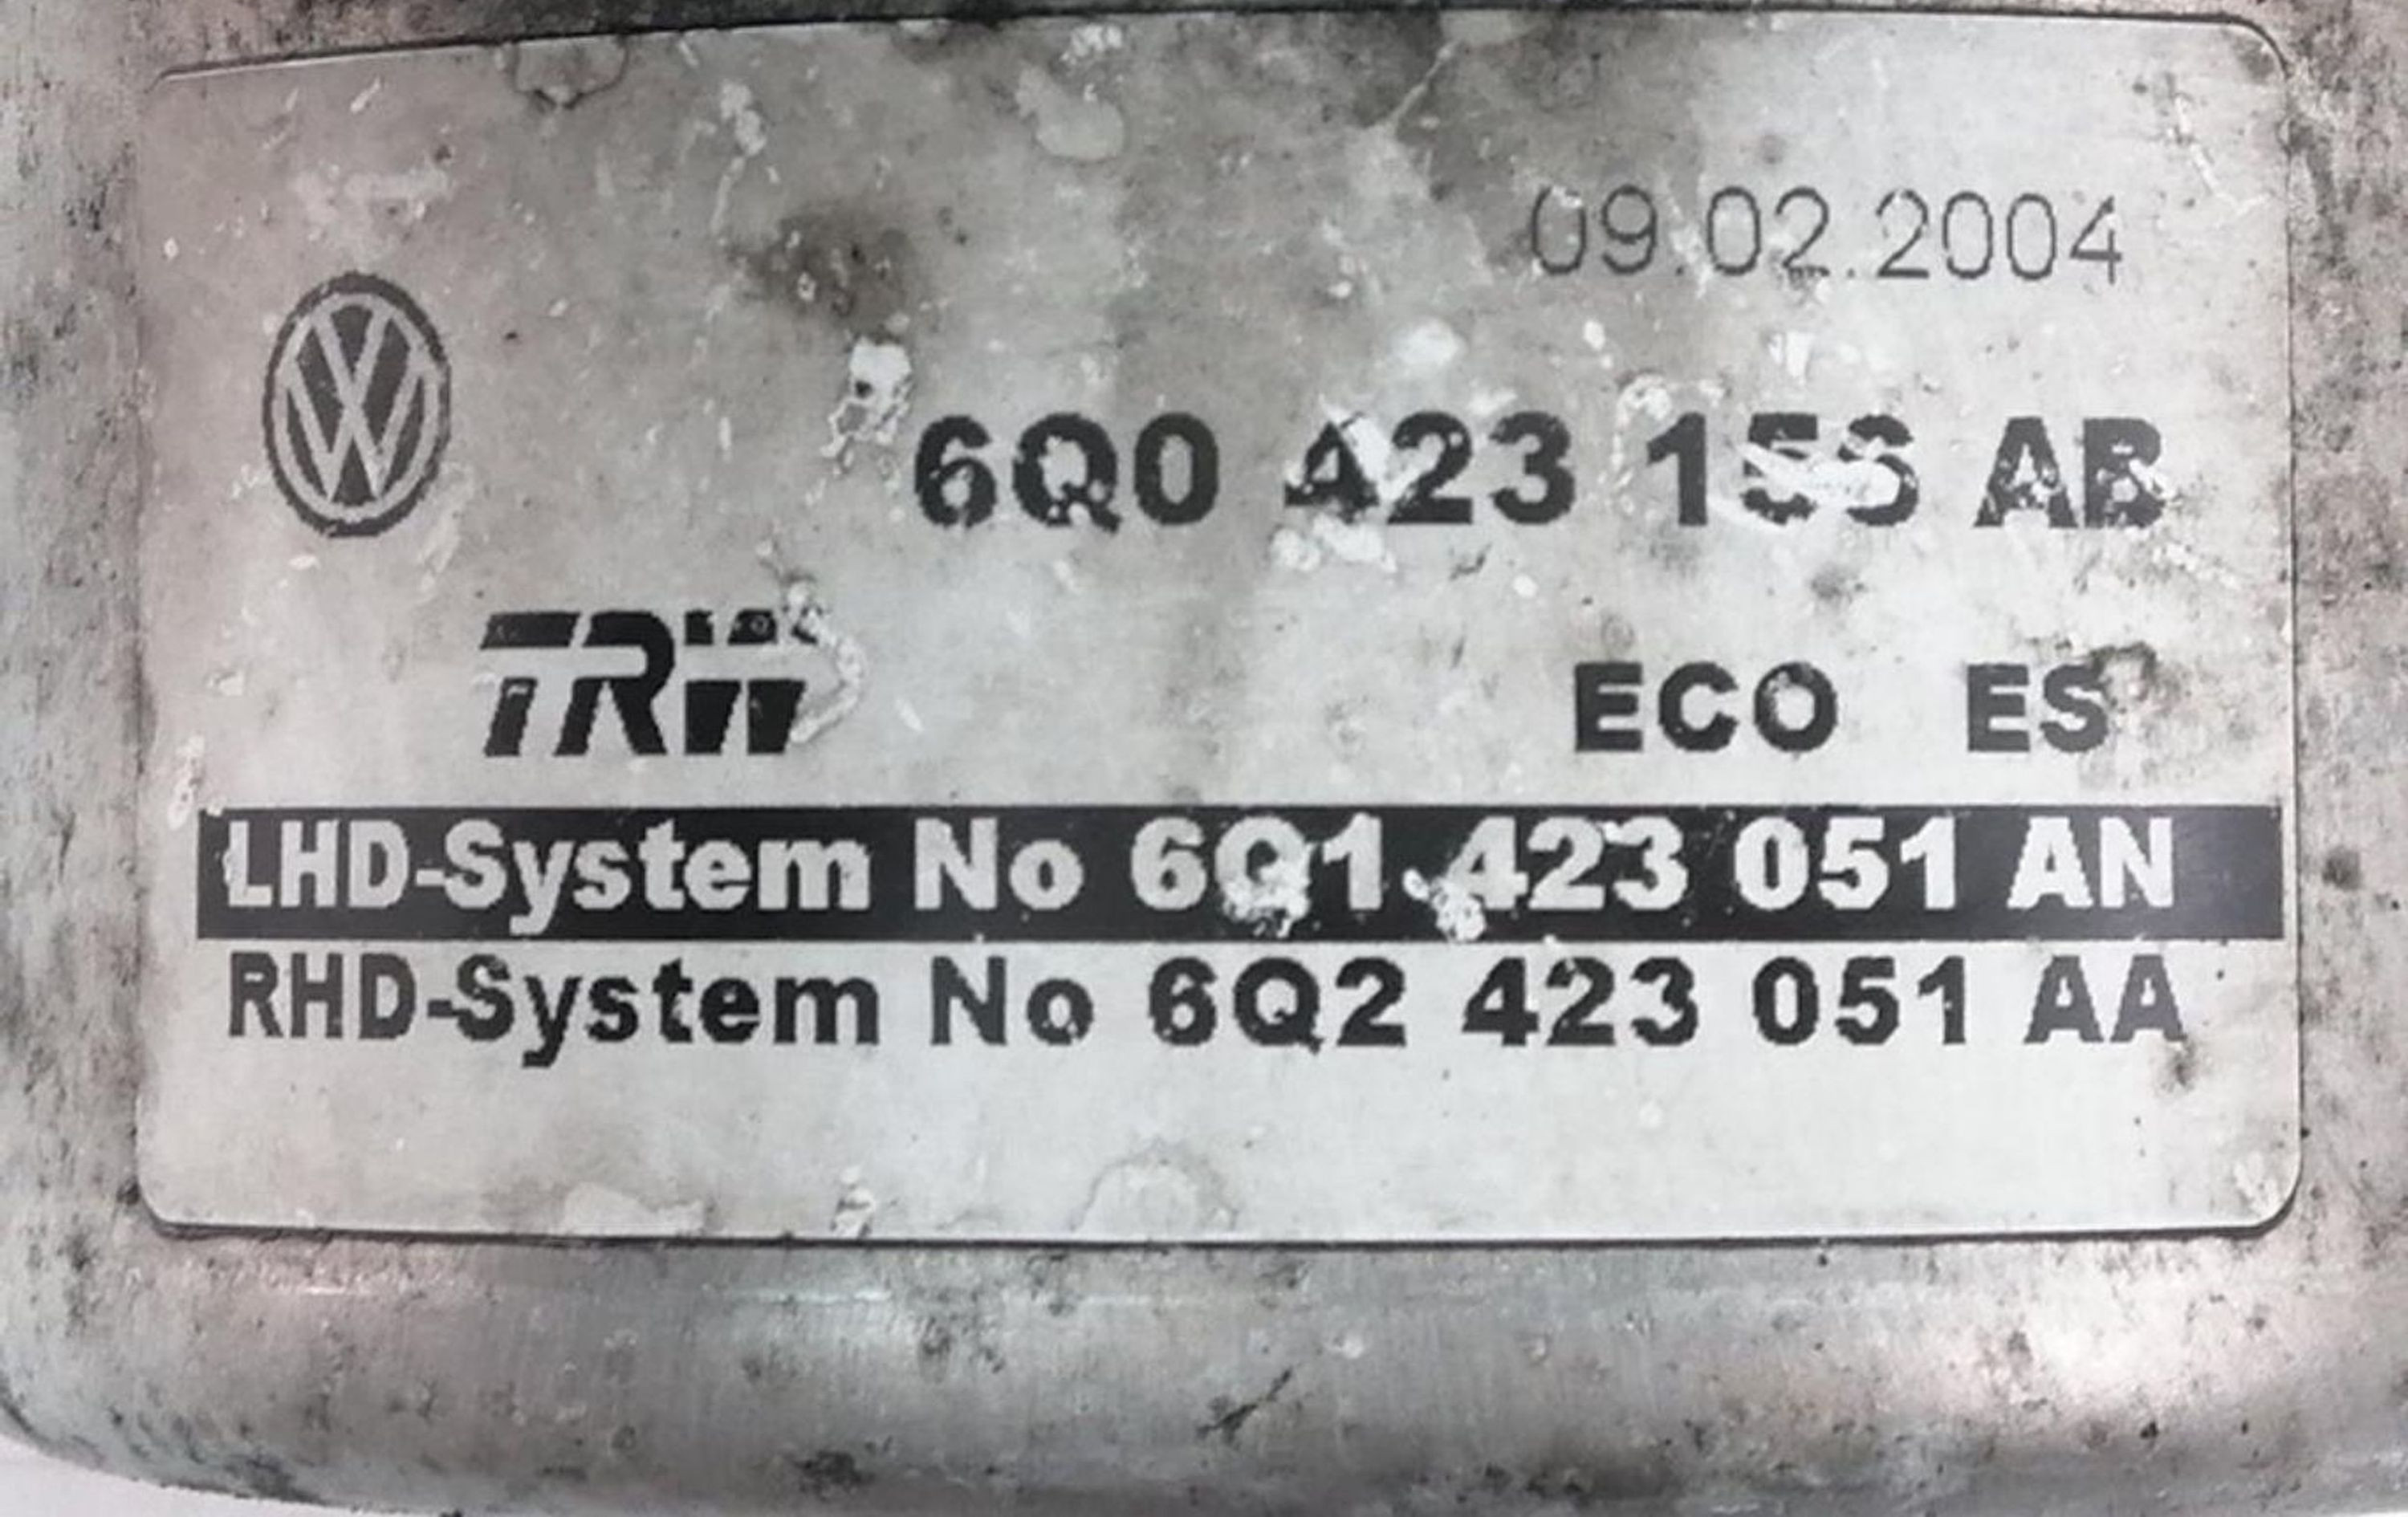 09.02.2004
6Q0 423 156 AB
TRW
ECO ES
LHD-System No 6Q1 423 051 AN
RHD-System No 6Q2 423 051 AA